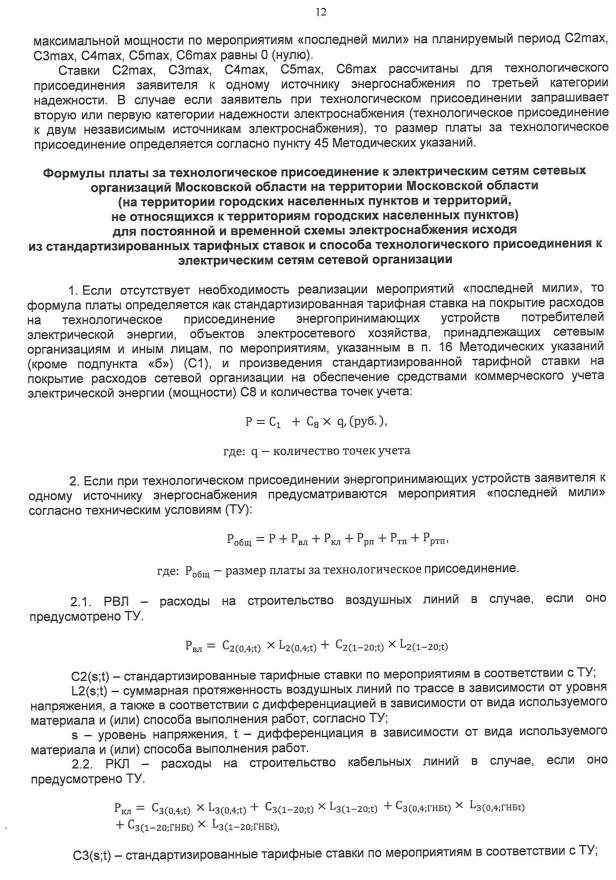 12
максимальной мощности по мероприятиям «последней мили» на планируемый период С2max,
С3max, С4max, С5max, С6max равны 0 (нулю).
Ставки С2max, С3max, С4max, С5max, С6max рассчитаны для технологического
присоединения заявителя к одному источнику энергоснабжения по третьей категории
надежности. В случае если заявитель при технологическом присоединении запрашивает
вторую или первую категории надежности электроснабжения (технологическое присоединение
к двум независимым источникам электроснабжения), то размер платы за технологическое
присоединение определяется согласно пункту 45 Методических указаний.
Формулы платы за технологическое присоединение к электрическим сетям сетевых
организаций Московской области на территории Московской области
(на территории городских населенных пунктов и территорий,
не относящихся к территориям городских населенных пунктов)
для постоянной и временной схемы электроснабжения исходя
из стандартизированных тарифных ставок и способа технологического присоединения к
электрическим сетям сетевой организации
1. Если отсутствует необходимость реализации мероприятий «последней мили», то
формула платы определяется как стандартизированная тарифная ставка на покрытие расходов
на технологическое присоединение энергопринимающих устройств потребителей
электрической энергии, объектов электросетевого хозяйства, принадлежащих сетевым
организациям и иным лицам, по мероприятиям, указанным в п. 16 Методических указаний
(кроме подпункта «б») (С1), и произведения стандартизированной тарифной ставки на
покрытие расходов сетевой организации на обеспечение средствами коммерческого учета
электрической энергии (мощности) С8 и количества точек учета:
P = C₁ + C₈ × q, (руб.),
где: q − количество точек учета
2. Если при технологическом присоединении энергопринимающих устройств заявителя к
одному источнику энергоснабжения предусматриваются мероприятия «последней мили»
согласно техническим условиям (ТУ):
Pобщ = P + Pвл + Pкл + Pрп + Pтп + Pртп,
где: Pобщ − размер платы за технологическое присоединение.
2.1. РВЛ – расходы на строительство воздушных линий в случае, если оно
предусмотрено ТУ.
Pвл = C2(0,4;t) × L2(0,4;t) + C2(1−20;t) × L2(1−20;t)
С2(s;t) – стандартизированные тарифные ставки по мероприятиям в соответствии с ТУ;
L2(s;t) – суммарная протяженность воздушных линий по трассе в зависимости от уровня
напряжения, а также в соответствии с дифференциацией в зависимости от вида используемого
материала и (или) способа выполнения работ, согласно ТУ;
s – уровень напряжения, t – дифференциация в зависимости от вида используемого
материала и (или) способа выполнения работ.
2.2. РКЛ – расходы на строительство кабельных линий в случае, если оно
предусмотрено ТУ.
Pкл = C3(0,4;t) × L3(0,4;t) + C3(1−20;t) × L3(1−20;t) + C3(0,4;ГНБt) × L3(0,4;ГНБt)
+ C3(1−20;ГНБt) × L3(1−20;ГНБt),
С3(s;t) – стандартизированные тарифные ставки по мероприятиям в соответствии с ТУ;